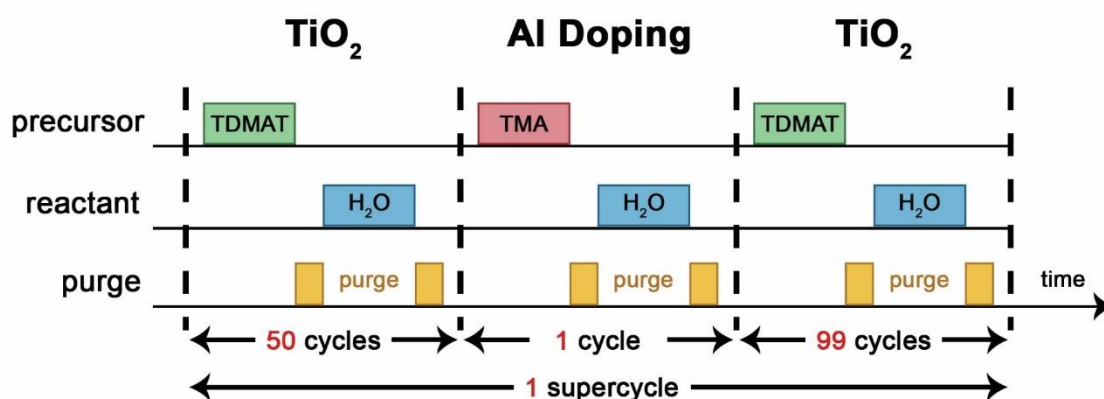 TiO₂ Al Doping TiO₂
precursor TDMAT TMA TDMAT
reactant H₂O H₂O H₂O
purge purge purge purge time
50 cycles 1 cycle 99 cycles
1 supercycle